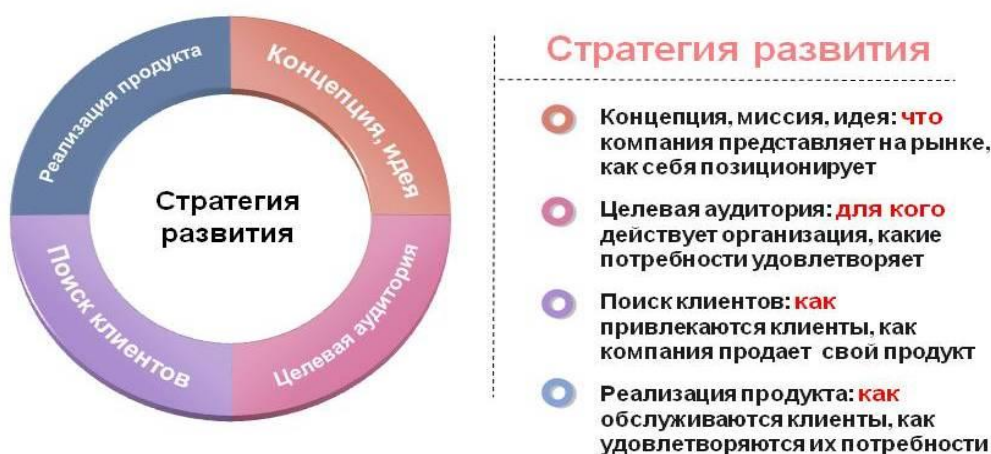 Реализация продукта
Концепция, идея
Стратегия
развития
Поиск клиентов
Целевая аудитория
Стратегия развития
Концепция, миссия, идея: что
компания представляет на рынке,
как себя позиционирует
Целевая аудитория: для кого
действует организация, какие
потребности удовлетворяет
Поиск клиентов: как
привлекаются клиенты, как
компания продает свой продукт
Реализация продукта: как
обслуживаются клиенты, как
удовлетворяются их потребности